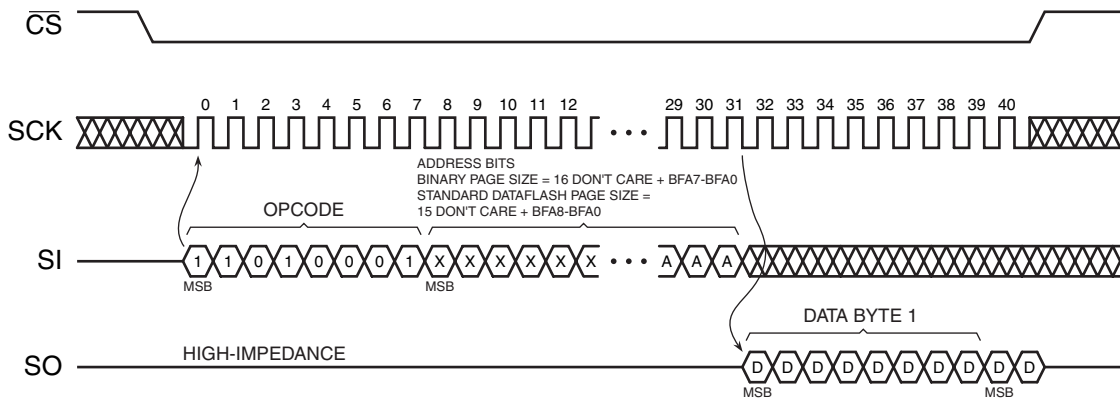 CS
SCK
0 1 2 3 4 5 6 7 8 9 10 11 12 29 30 31 32 33 34 35 36 37 38 39 40
ADDRESS BITS
BINARY PAGE SIZE = 16 DON'T CARE + BFA7-BFA0
STANDARD DATAFLASH PAGE SIZE =
15 DON'T CARE + BFA8-BFA0
OPCODE
SI
1 1 0 1 0 0 0 1 X X X X X X A A A
MSB MSB
DATA BYTE 1
SO
HIGH-IMPEDANCE
D D D D D D D D D D
MSB MSB